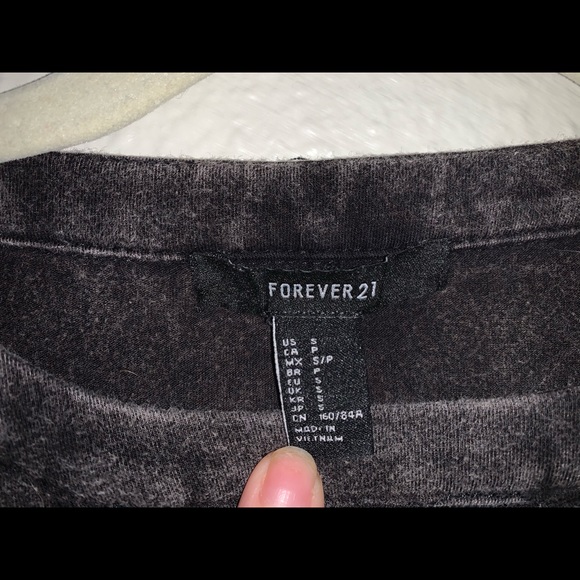 FOREVER 21
US S
CA P
MX S/P
BR P
EU S
UK S
KR S
JP S
CN 160/84A
MADE IN
VIETNAM